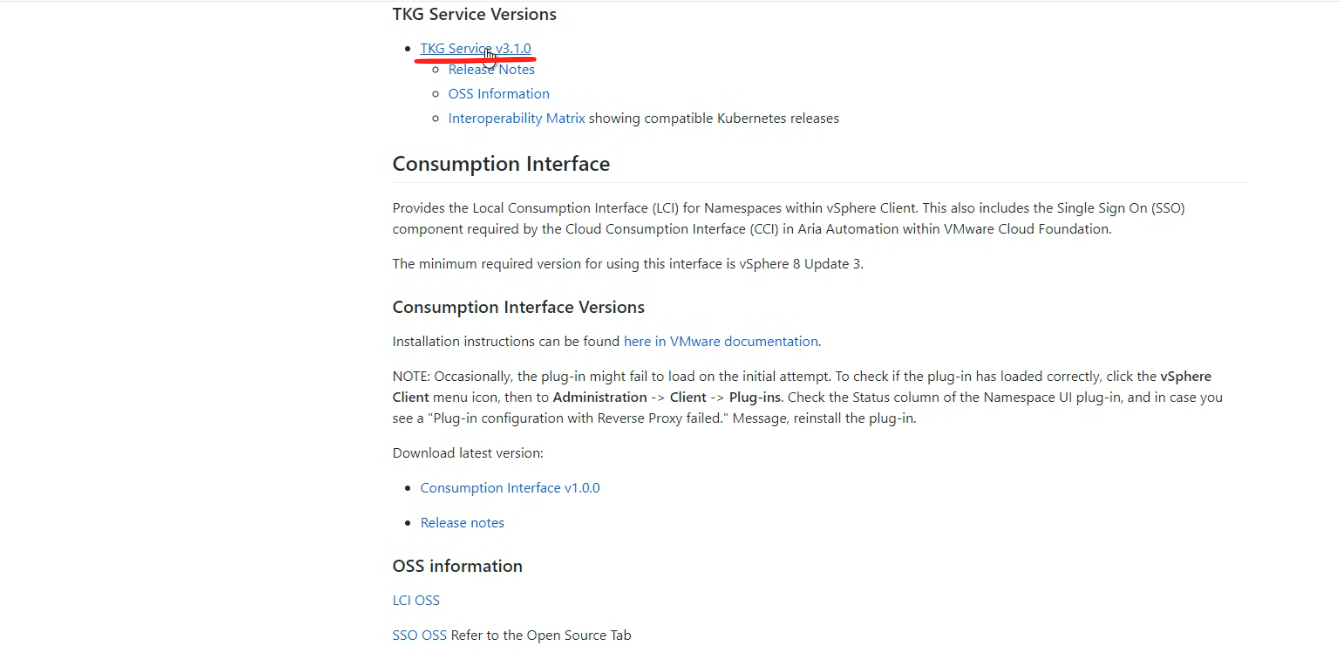 TKG Service Versions
TKG Service v3.1.0
Release Notes
OSS Information
Interoperability Matrix showing compatible Kubernetes releases
Consumption Interface
Provides the Local Consumption Interface (LCI) for Namespaces within vSphere Client. This also includes the Single Sign On (SSO)
component required by the Cloud Consumption Interface (CCI) in Aria Automation within VMware Cloud Foundation.
The minimum required version for using this interface is vSphere 8 Update 3.
Consumption Interface Versions
Installation instructions can be found here in VMware documentation.
NOTE: Occasionally, the plug-in might fail to load on the initial attempt. To check if the plug-in has loaded correctly, click the vSphere
Client menu icon, then to Administration -> Client -> Plug-ins. Check the Status column of the Namespace UI plug-in, and in case you
see a "Plug-in configuration with Reverse Proxy failed." Message, reinstall the plug-in.
Download latest version:
Consumption Interface v1.0.0
Release notes
OSS information
LCI OSS
SSO OSS Refer to the Open Source Tab